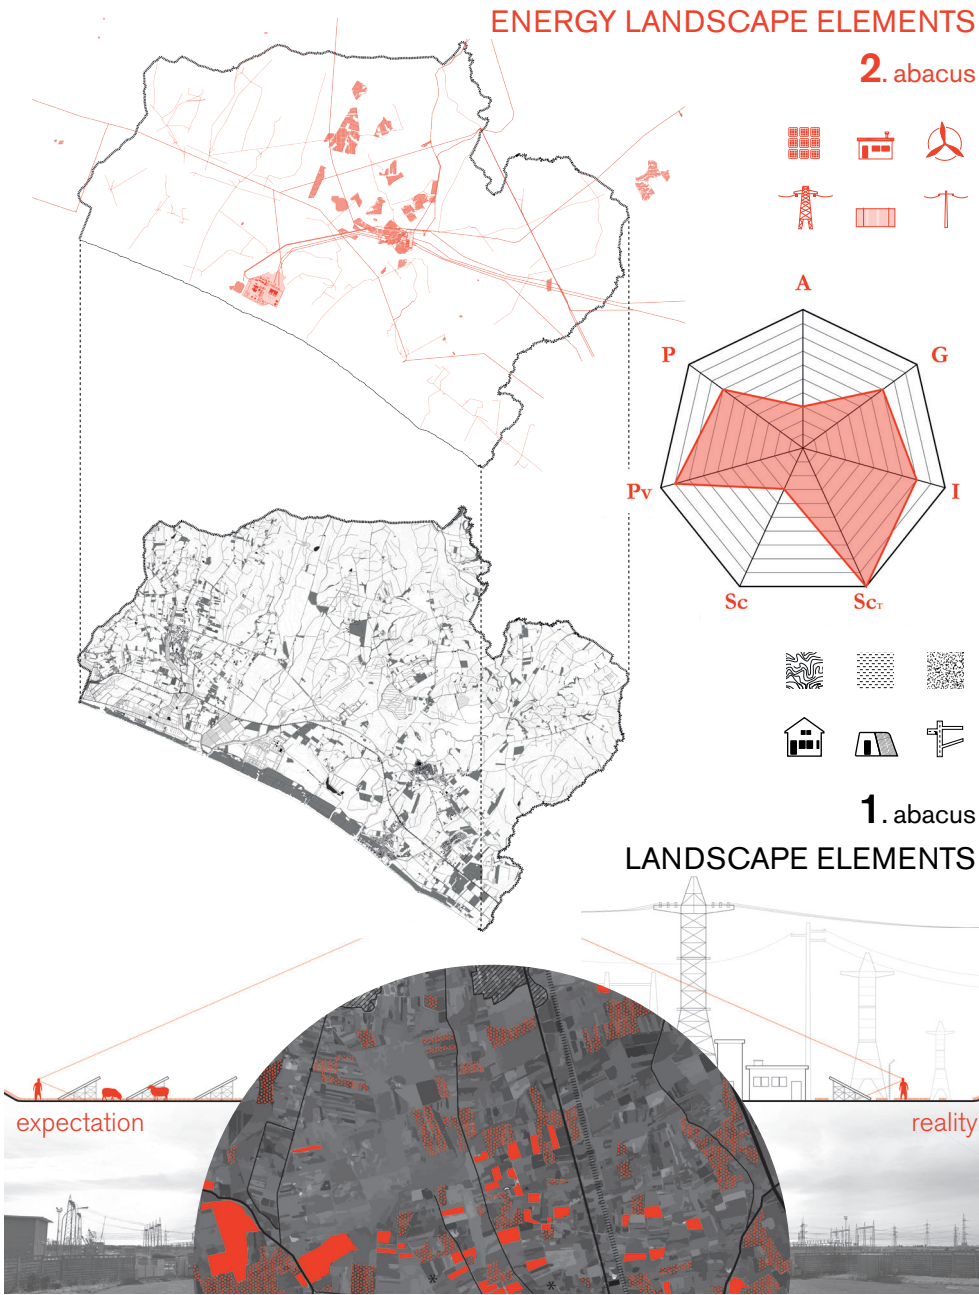 ENERGY LANDSCAPE ELEMENTS
2. abacus
A
P
G
Pv
I
Sc
ScT
1. abacus
LANDSCAPE ELEMENTS
expectation
reality